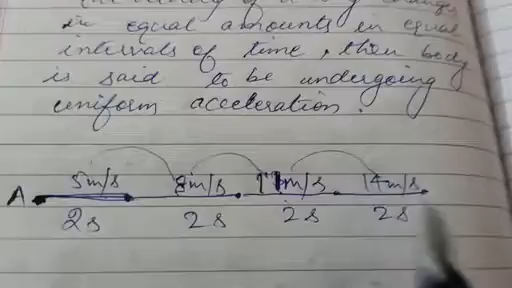 in equal amounts in equal
intervals of time, then body
is said to be undergoing
uniform acceleration.
5m/s 8m/s 11m/s 14m/s
A
2s 2s 2s 2s